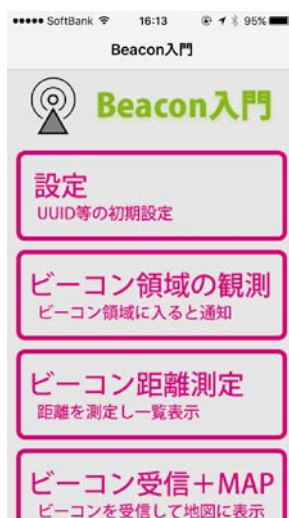 SoftBank 16:13 95%
Beacon入門
Beacon入門
設定
UUID等の初期設定
ビーコン領域の観測
ビーコン領域に入ると通知
ビーコン距離測定
距離を測定し一覧表示
ビーコン受信+MAP
ビーコンを受信して地図に表示